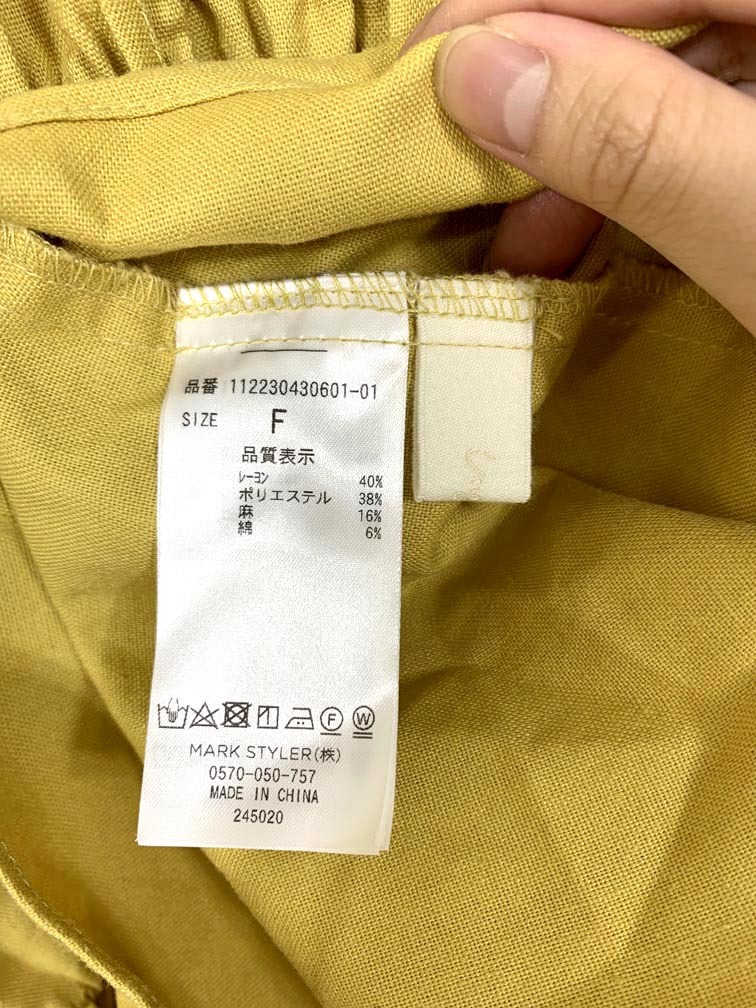 品番 112230430601-01
SIZE F
品質表示
レーヨン 40%
ポリエステル 38%
麻 16%
綿 6%
F W
MARK STYLER(株)
0570-050-757
MADE IN CHINA
245020